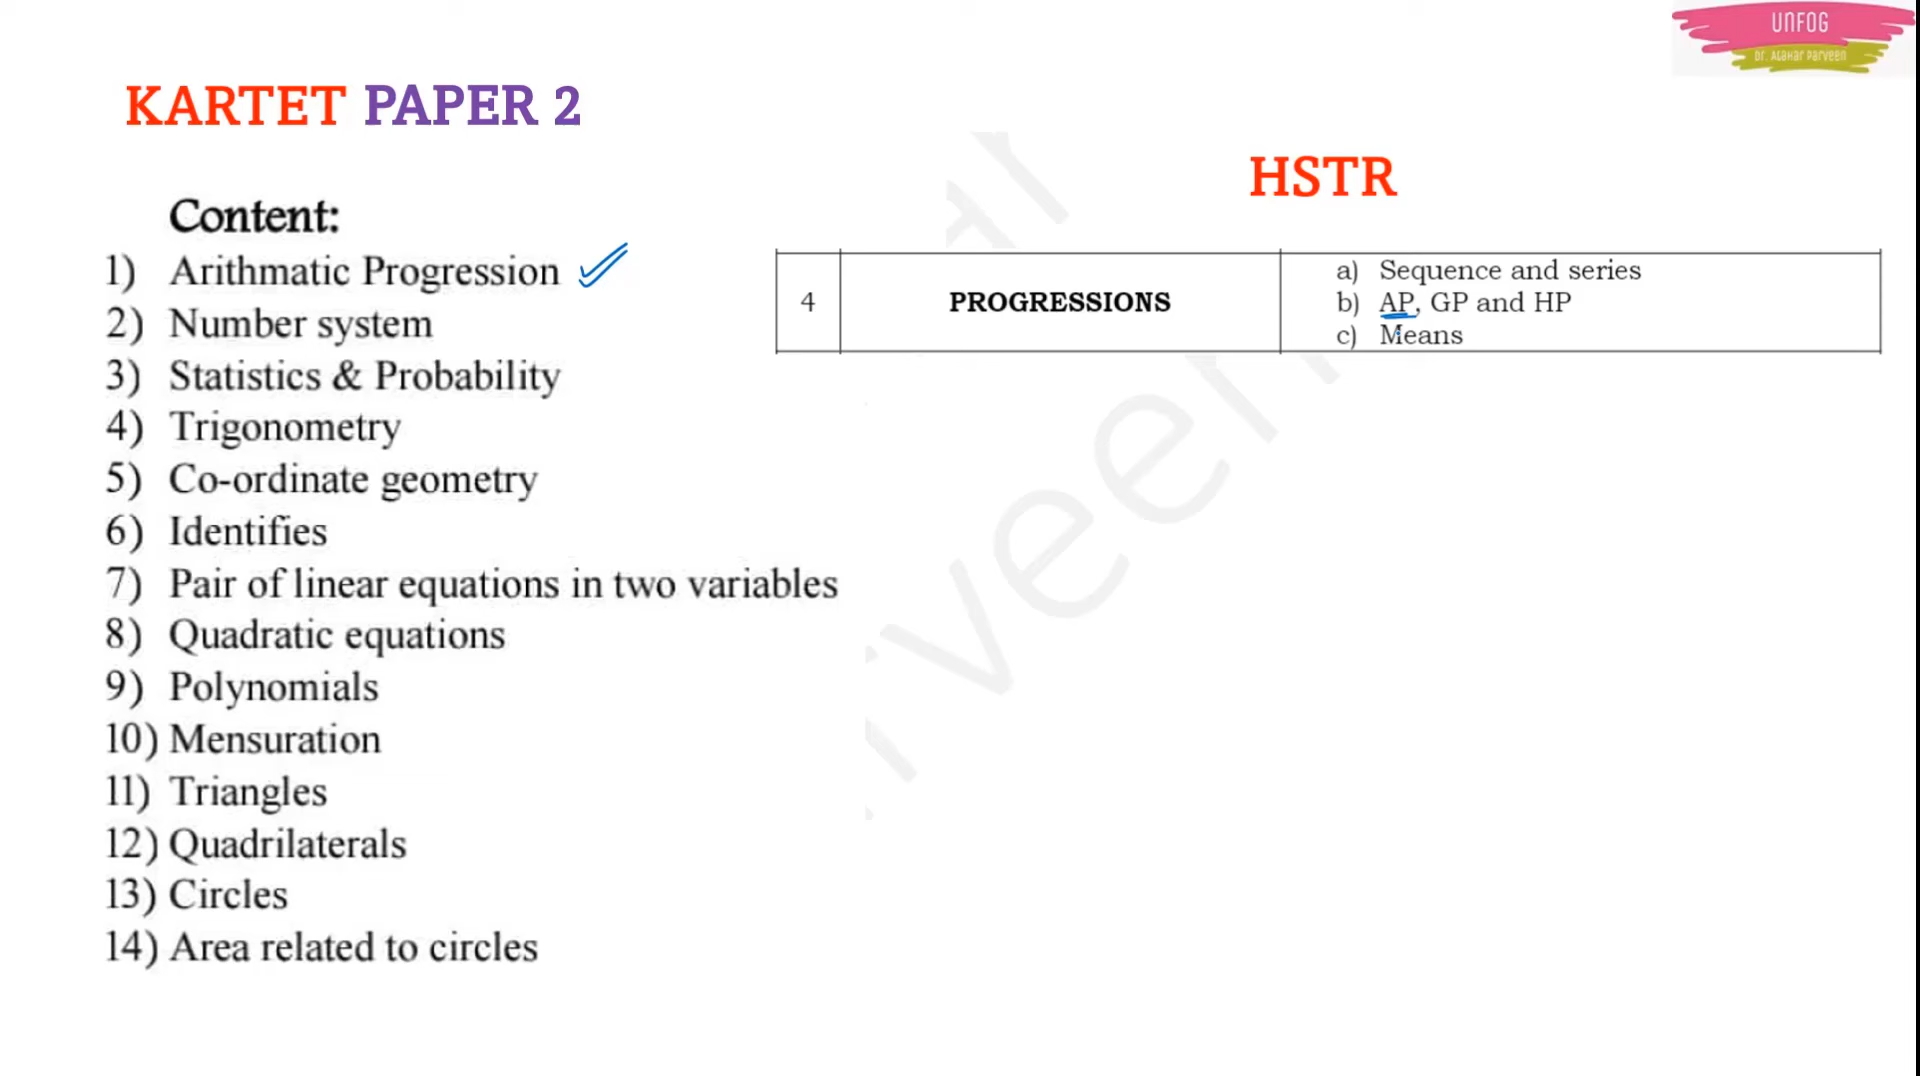 UNFOG
Dr. Atahar Parveen
KARTET PAPER 2
Content:
1) Arithmatic Progression
2) Number system
3) Statistics & Probability
4) Trigonometry
5) Co-ordinate geometry
6) Identifies
7) Pair of linear equations in two variables
8) Quadratic equations
9) Polynomials
10) Mensuration
11) Triangles
12) Quadrilaterals
13) Circles
14) Area related to circles
HSTR
4 PROGRESSIONS
a) Sequence and series
b) AP, GP and HP
c) Means